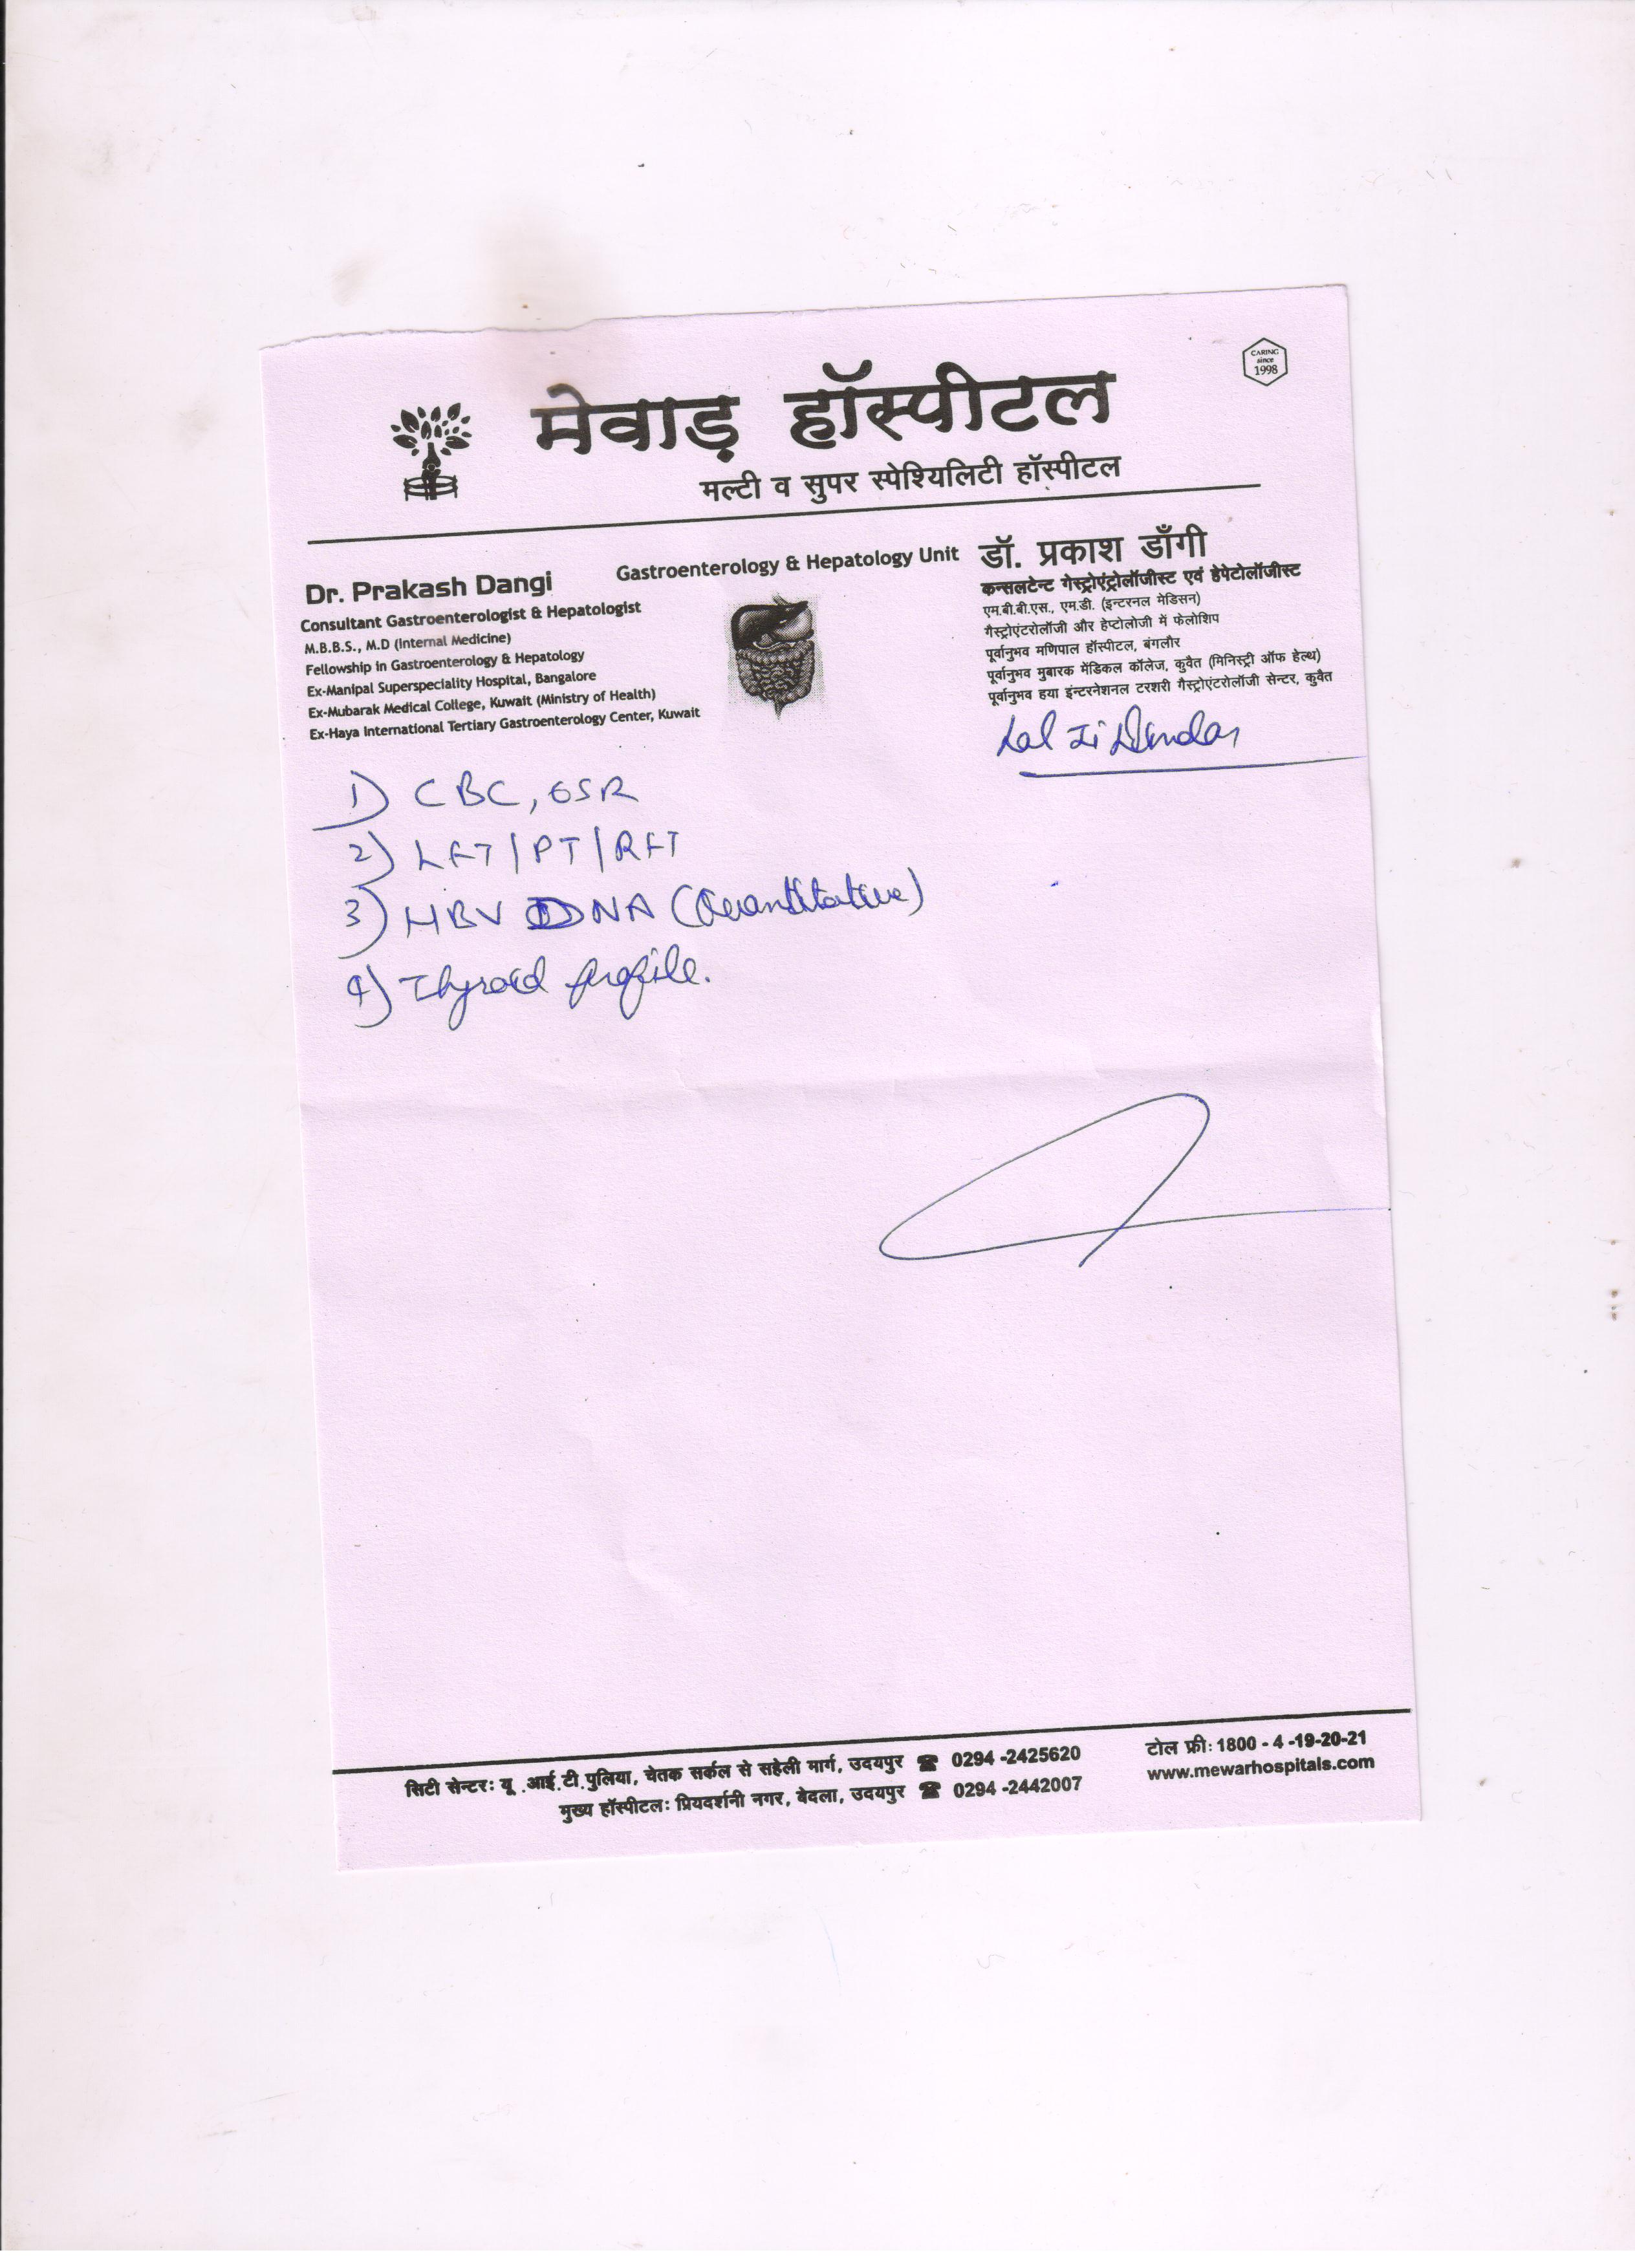 CARING
since
1998
मेवाड़ हॉस्पीटल
मल्टी व सुपर स्पेश्यिलिटी हॉस्पीटल
Gastroenterology & Hepatology Unit
Dr. Prakash Dangi
Consultant Gastroenterologist & Hepatologist
M.B.B.S., M.D (Internal Medicine)
Fellowship in Gastroenterology & Hepatology
Ex-Manipal Superspeciality Hospital, Bangalore
Ex-Mubarak Medical College, Kuwait (Ministry of Health)
Ex-Haya International Tertiary Gastroenterology Center, Kuwait
डॉ. प्रकाश डाँगी
कन्सलटेन्ट गेस्ट्रोएंट्रोलॉजीस्ट एवं हेपेटोलॉजीस्ट
एम.बी.बी.एस., एम.डी. (इन्टरनल मेडिसन)
गैस्ट्रोएंटरोलॉजी और हेप्टोलोजी में फेलोशिप
पूर्वानुभव मणिपाल हॉस्पीटल, बंगलौर
पूर्वानुभव मुबारक मेडिकल कॉलेज, कुवैत (मिनिस्ट्री ऑफ हेल्थ)
पूर्वानुभव हया इंन्टरनेशनल टरशरी गैस्ट्रोएंटरोलॉजी सेन्टर, कुवैत
Lal Ji
1) CBC, ESR
2) LFT/PT/RFT
3) HBV DNA (Quantitative)
4) Thyroid profile.
सिटी सेन्टरः यू .आई.टी.पुलिया, चेतक सर्कल से सहेली मार्ग, उदयपुर ☎ 0294 -2425620
मुख्य हॉस्पीटलः प्रियदर्शनी नगर, बेदला, उदयपुर ☎ 0294 -2442007
टोल फ्रीः 1800 - 4 -19-20-21
www.mewarhospitals.com